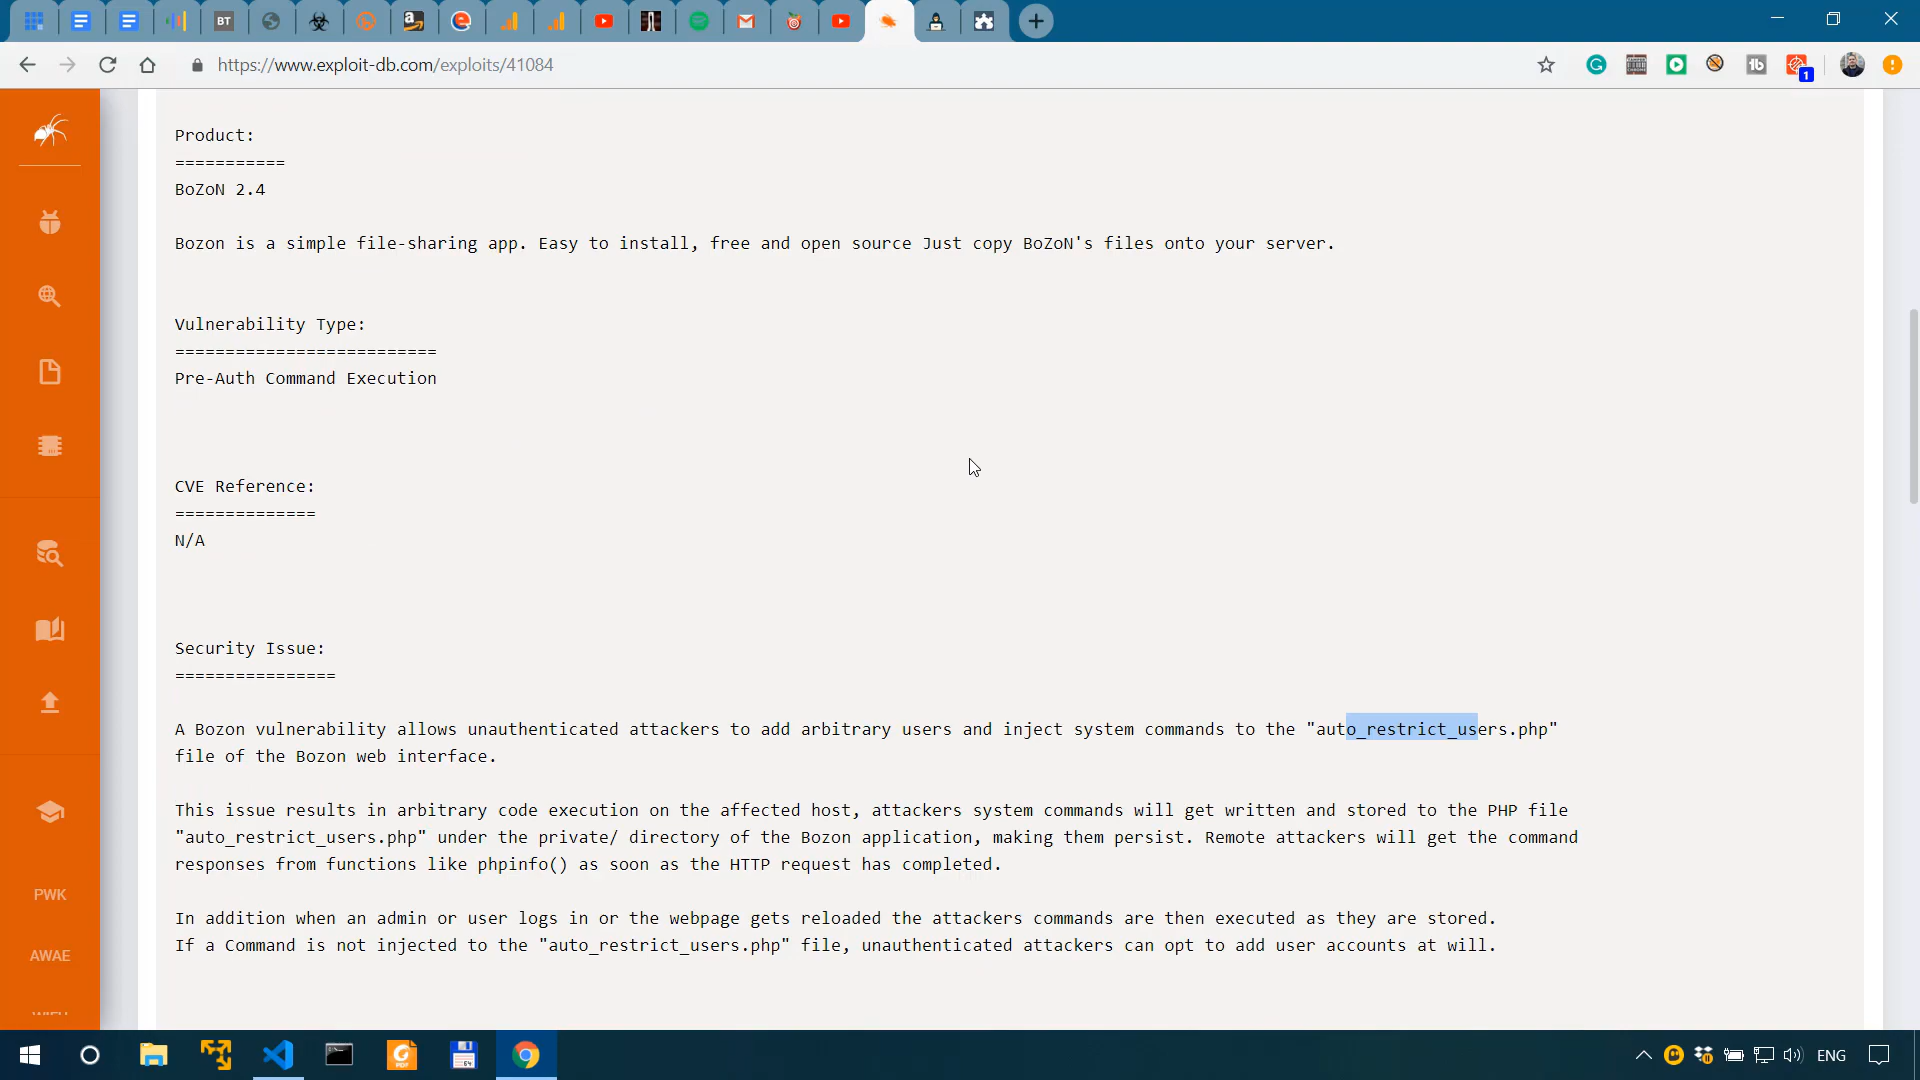 BT
https://www.exploit-db.com/exploits/41084
1
Product:
===========
BoZoN 2.4
Bozon is a simple file-sharing app. Easy to install, free and open source Just copy BoZoN's files onto your server.
Vulnerability Type:
==========================
Pre-Auth Command Execution
CVE Reference:
==============
N/A
Security Issue:
================
A Bozon vulnerability allows unauthenticated attackers to add arbitrary users and inject system commands to the "auto_restrict_users.php"
file of the Bozon web interface.
This issue results in arbitrary code execution on the affected host, attackers system commands will get written and stored to the PHP file
"auto_restrict_users.php" under the private/ directory of the Bozon application, making them persist. Remote attackers will get the command
responses from functions like phpinfo() as soon as the HTTP request has completed.
In addition when an admin or user logs in or the webpage gets reloaded the attackers commands are then executed as they are stored.
If a Command is not injected to the "auto_restrict_users.php" file, unauthenticated attackers can opt to add user accounts at will.
PWK
AWAE
ENG